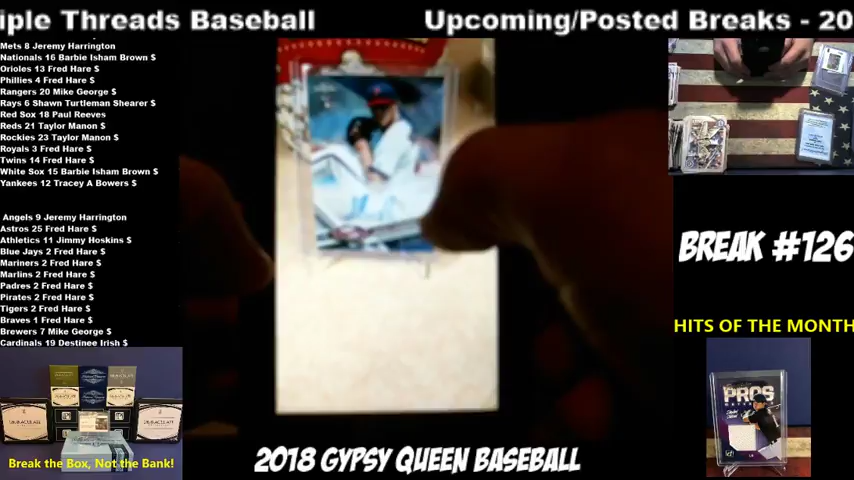 iple Threads Baseball
Upcoming/Posted Breaks - 20
Mets 8 Jeremy Harrington
Nationals 16 Barbie Isham Brown $
Orioles 13 Fred Hare $
Phillies 4 Fred Hare $
Rangers 20 Mike George $
Rays 6 Shawn Turtleman Shearer $
Red Sox 18 Paul Reeves
Reds 21 Taylor Manon $
Rockies 23 Taylor Manon $
Royals 3 Fred Hare $
Twins 14 Fred Hare $
White Sox 15 Barbie Isham Brown $
Yankees 12 Tracey A Bowers $
Angels 9 Jeremy Harrington
Astros 25 Fred Hare $
Athletics 11 Jimmy Hoskins $
Blue Jays 2 Fred Hare $
Mariners 2 Fred Hare $
Marlins 2 Fred Hare $
Padres 2 Fred Hare $
Pirates 2 Fred Hare $
Tigers 2 Fred Hare $
Braves 1 Fred Hare $
Brewers 7 Mike George $
Cardinals 19 Destinee Irish $
BREAK #126
HITS OF THE MONTH
PROS
Break the Box, Not the Bank!
2018 GYPSY QUEEN BASEBALL